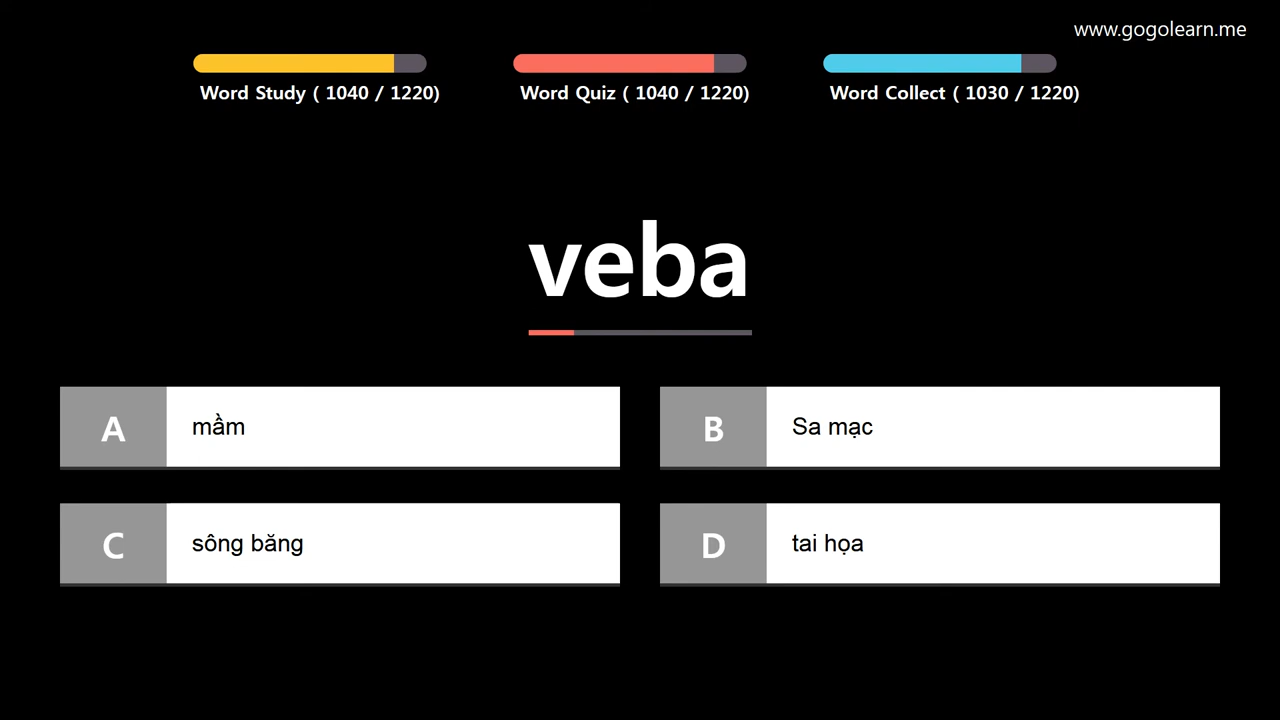 www.gogolearn.me
Word Study ( 1040 / 1220)
Word Quiz ( 1040 / 1220)
Word Collect ( 1030 / 1220)
veba
A
mầm
B
Sa mạc
C
sông băng
D
tai họa